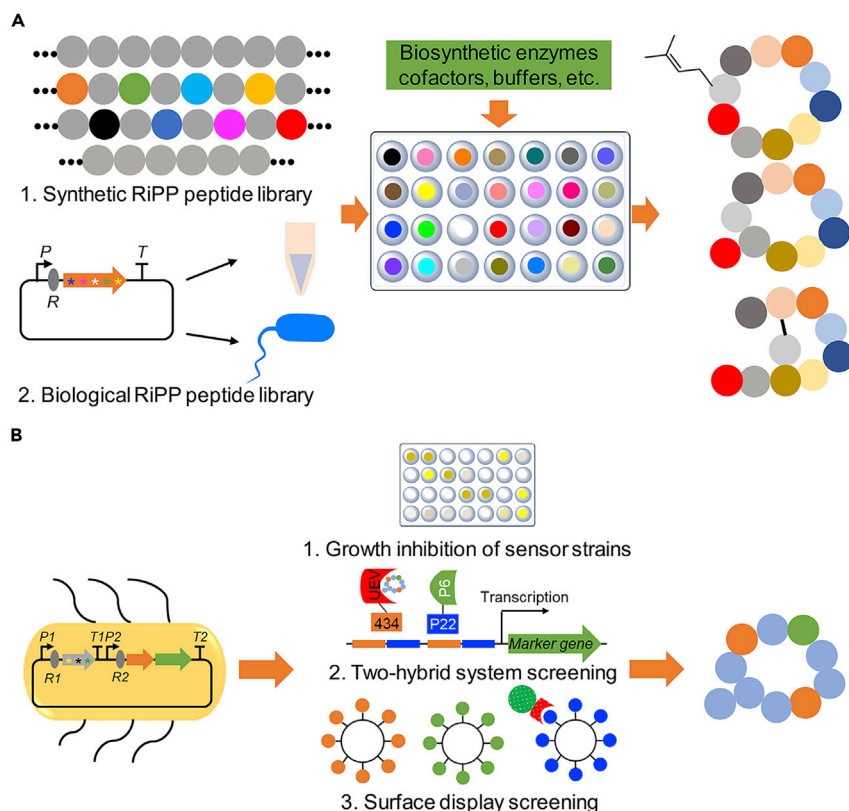 A
Biosynthetic enzymes
cofactors, buffers, etc.
1. Synthetic RiPP peptide library
P
T
R
2. Biological RiPP peptide library
B
1. Growth inhibition of sensor strains
UEV
P6
Transcription
434
P22
Marker gene
2. Two-hybrid system screening
P1
T1
P2
T2
R1
R2
3. Surface display screening